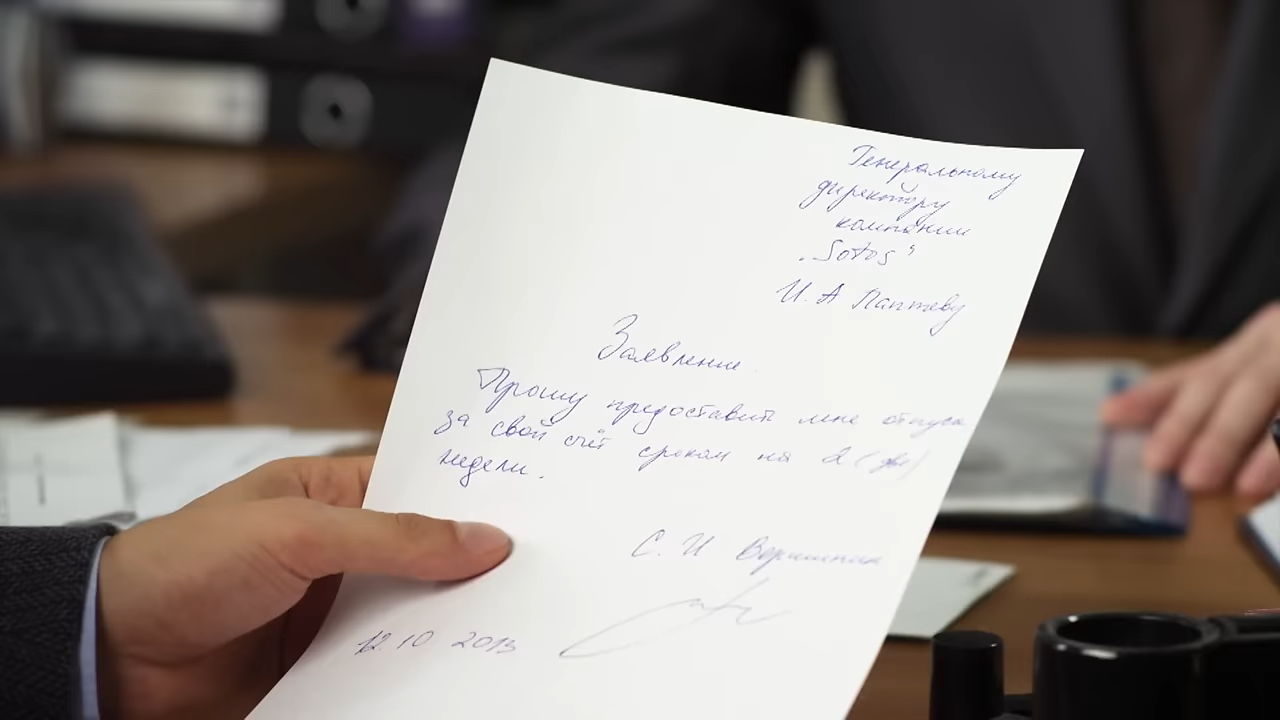 Генеральному
директору
компании
„Sotos“
И. А Лаптеву
Заявление.
Прошу предоставить мне отпуск
за свой счёт сроком на 2 (две)
недели.
С. И
12.10 2013